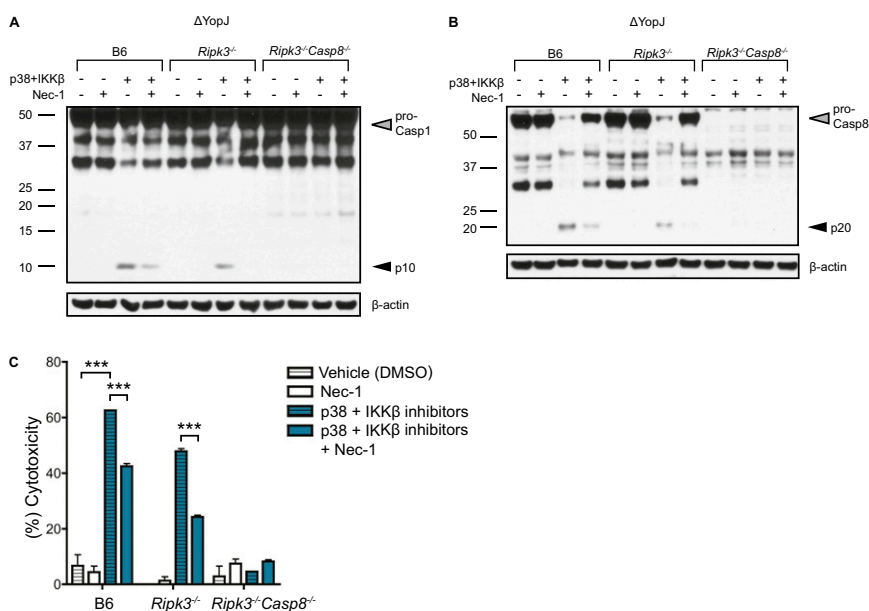 A
ΔYopJ
B6 Ripk3-/- Ripk3-/-Casp8-/-
p38+IKKβ - - + + - - + + - - + +
Nec-1 - + - + - + - + - + - +
50
37
25
20
15
10
pro-
Casp1
p10
β-actin
B
ΔYopJ
B6 Ripk3-/- Ripk3-/-Casp8-/-
p38+IKKβ - - + + - - + + - - + +
Nec-1 - + - + - + - + - + - +
50
37
25
20
pro-
Casp8
p20
β-actin
C
(%) Cytotoxicity
80
60
40
20
0
***
***
***
B6 Ripk3-/- Ripk3-/-Casp8-/-
Vehicle (DMSO)
Nec-1
p38 + IKKβ inhibitors
p38 + IKKβ inhibitors
+ Nec-1